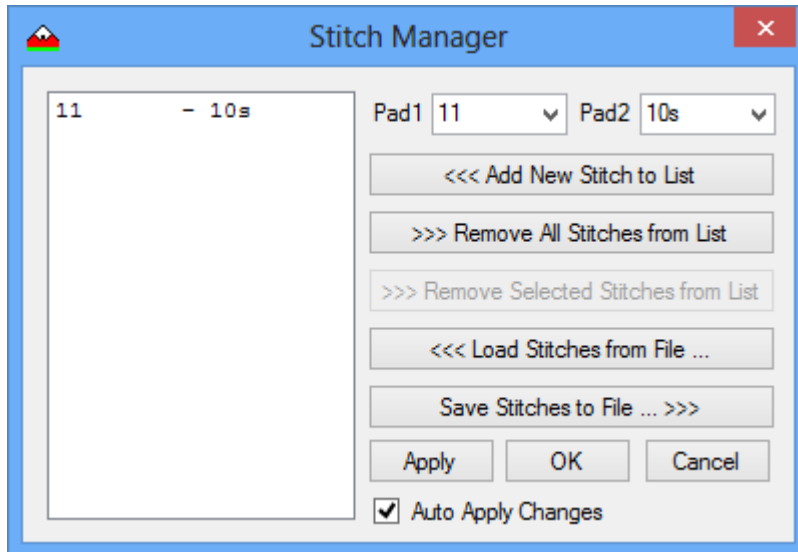 Stitch Manager
11 - 10s
Pad1 11 Pad2 10s
<<< Add New Stitch to List
>>> Remove All Stitches from List
>>> Remove Selected Stitches from List
<<< Load Stitches from File ...
Save Stitches to File ... >>>
Apply OK Cancel
Auto Apply Changes